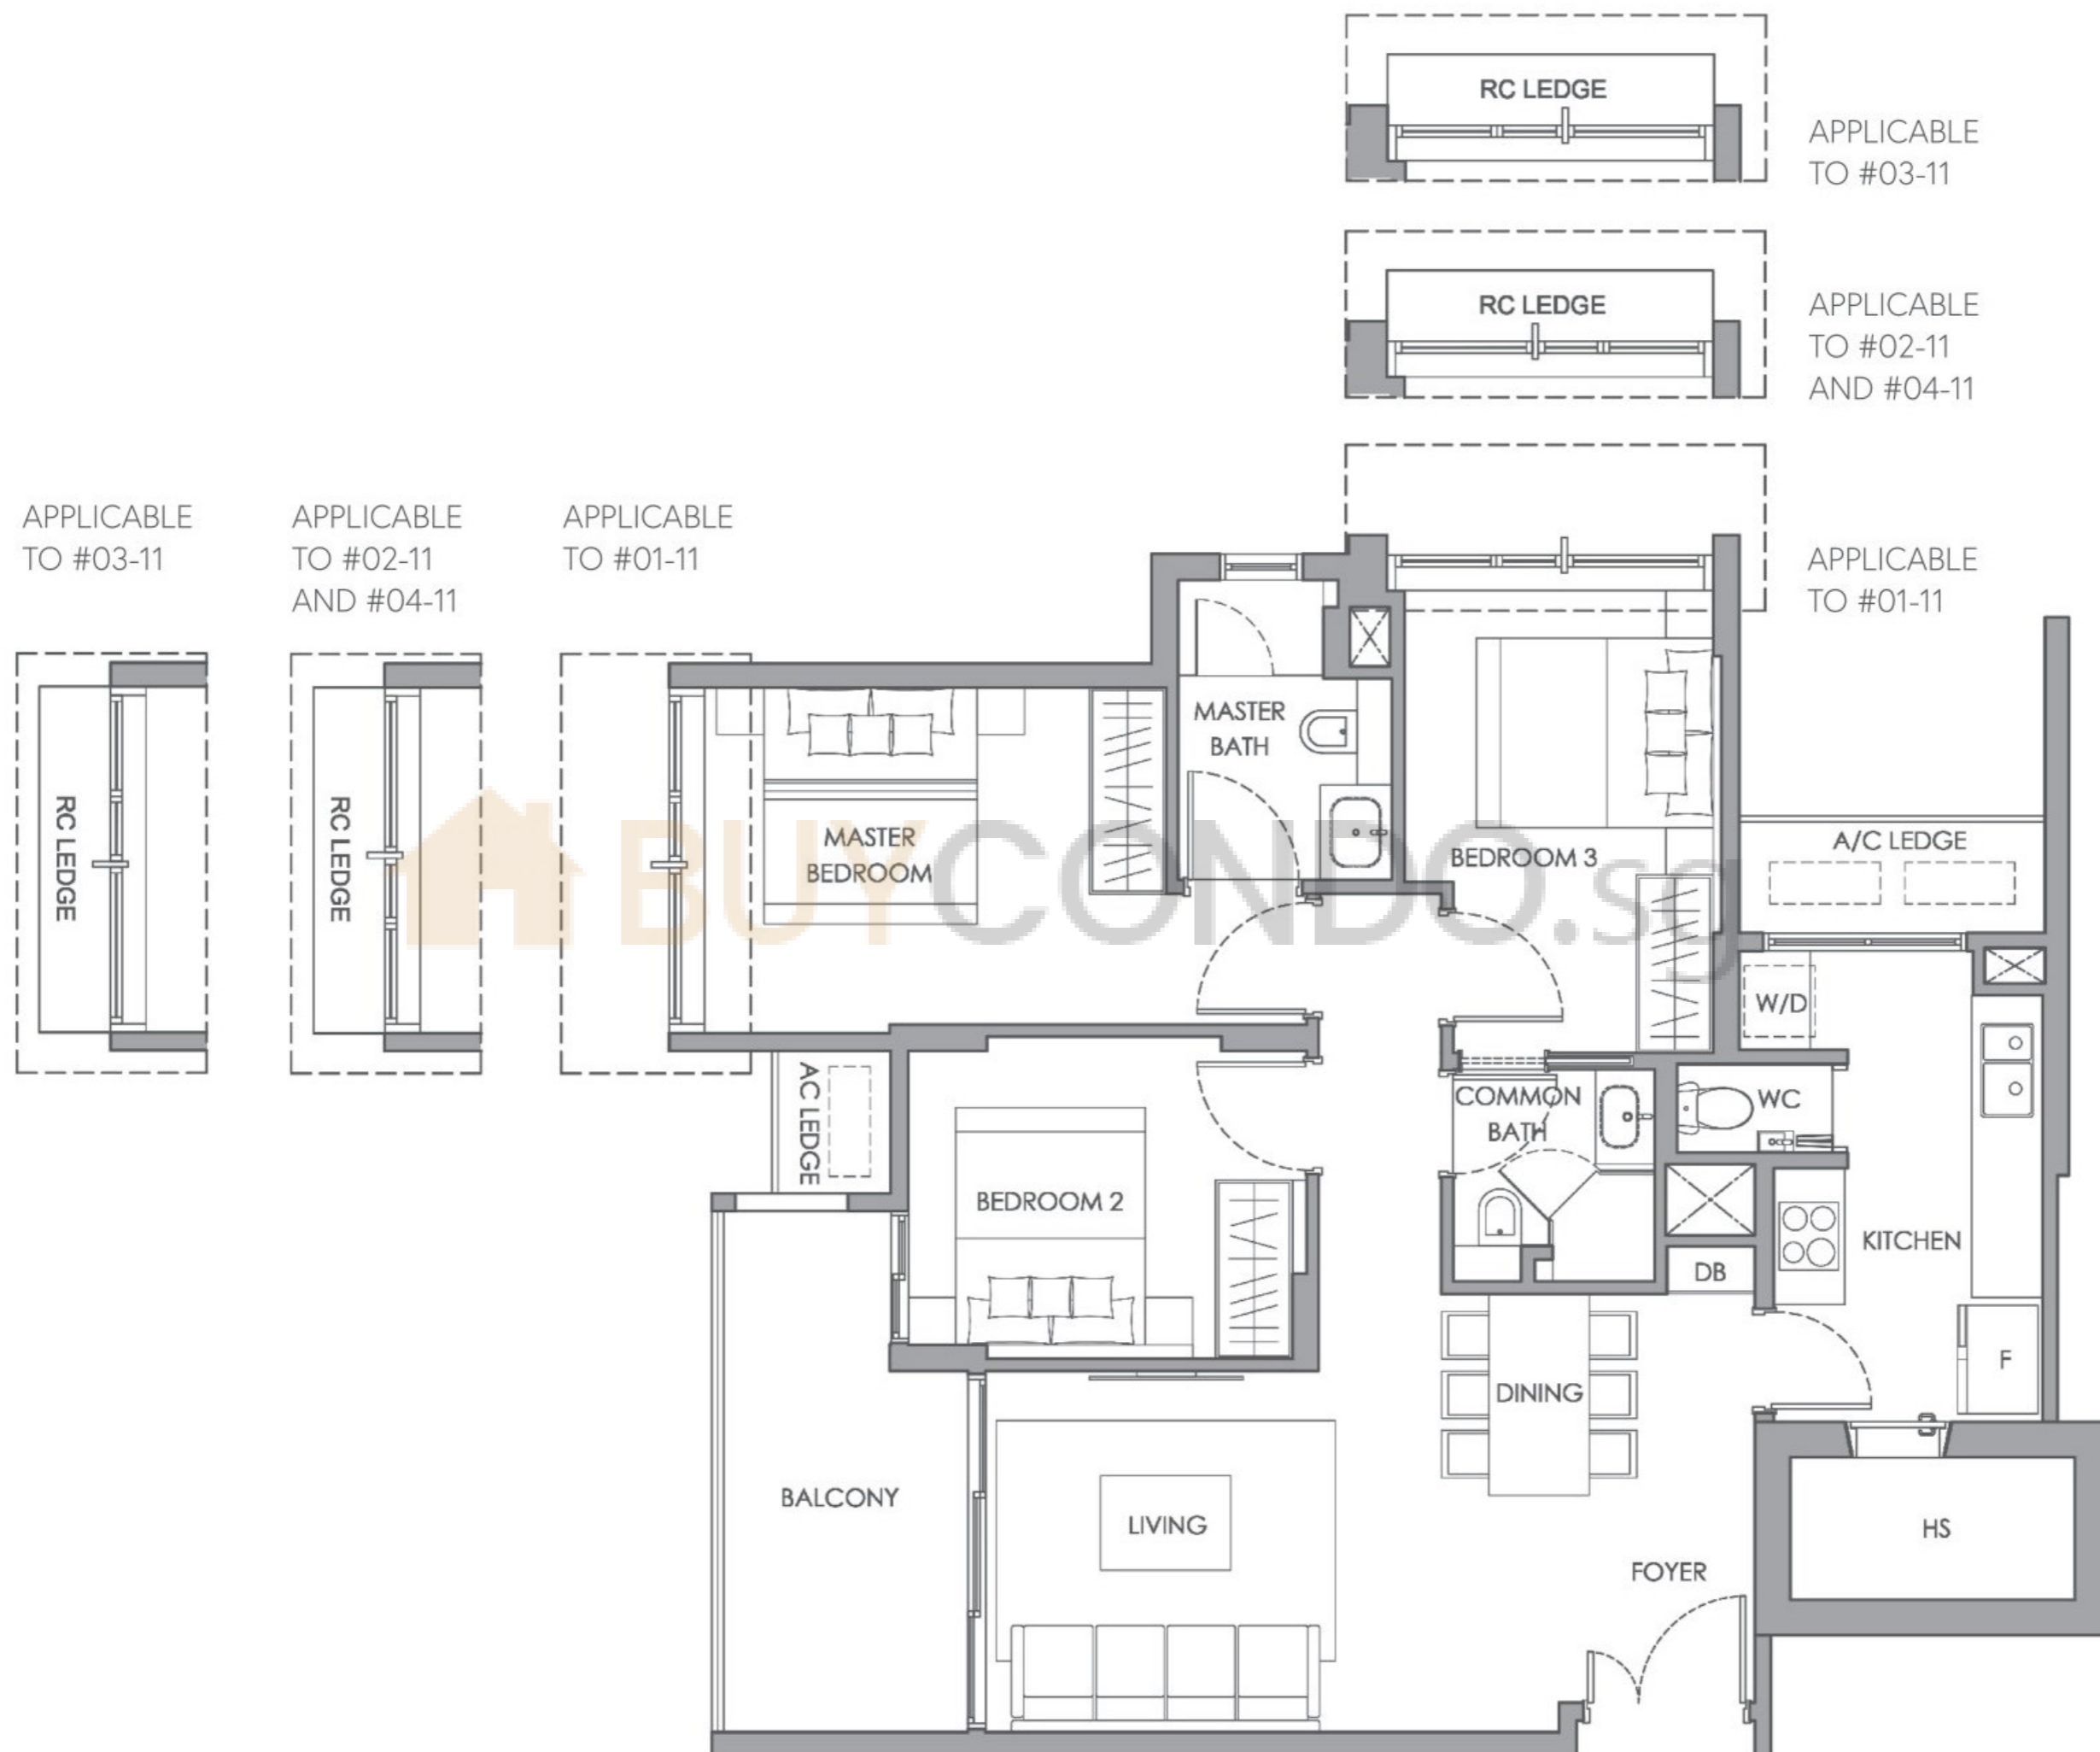 RC LEDGE
APPLICABLE
TO #03-11
RC LEDGE
APPLICABLE
TO #02-11
AND #04-11
APPLICABLE
TO #03-11
APPLICABLE
TO #02-11
AND #04-11
APPLICABLE
TO #01-11
APPLICABLE
TO #01-11
RC LEDGE
RC LEDGE
MASTER
BATH
MASTER
BEDROOM
BEDROOM 3
A/C LEDGE
BUYCONDO.sg
W/D
AC LEDGE
COMMON
BATH
WC
BEDROOM 2
KITCHEN
DB
DINING
F
BALCONY
LIVING
HS
FOYER